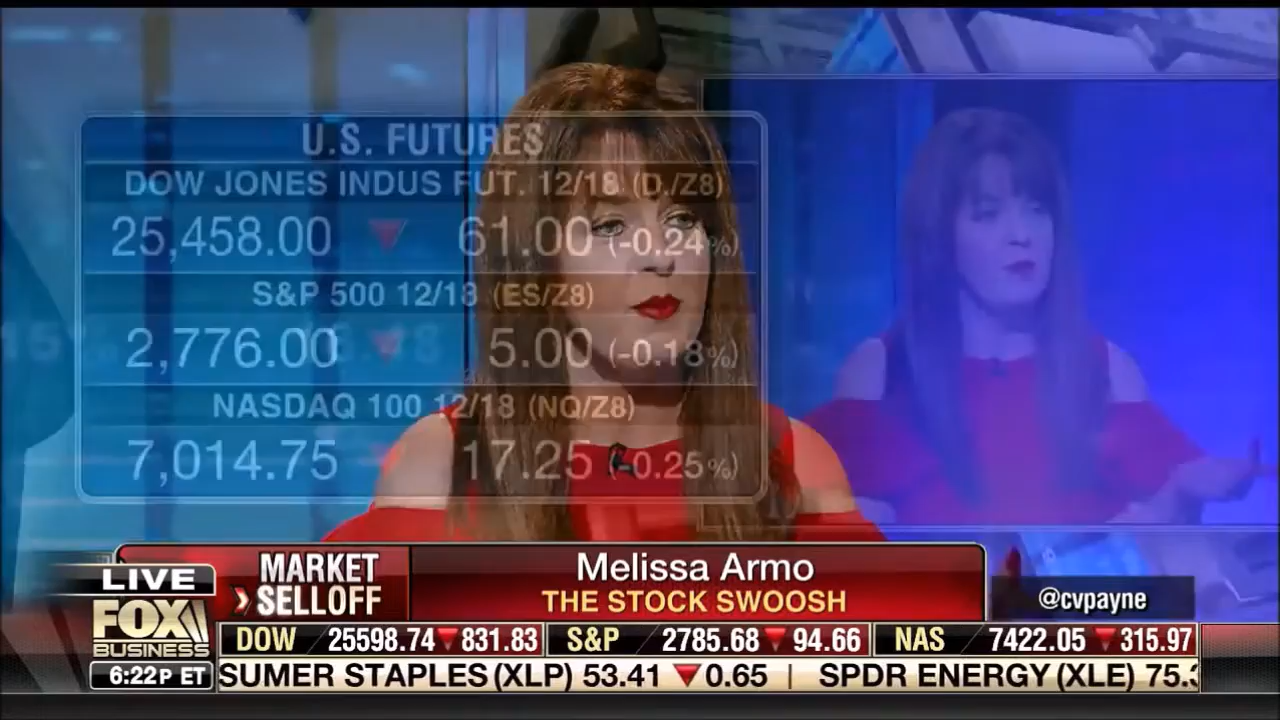 U.S. FUTURES
DOW JONES INDUS FUT. 12/18 (D./Z8)
25,458.00 ▼ 61.00 (-0.24%)
S&P 500 12/18 (ES/Z8)
2,776.00 ▼ 5.00 (-0.18%)
NASDAQ 100 12/18 (NQ/Z8)
7,014.75 ▼ 17.25 (-0.25%)
MARKET SELLOFF
Melissa Armo
THE STOCK SWOOSH
@cvpayne
LIVE
FOX
BUSINESS
6:22P ET
DOW 25598.74 ▼ 831.83 S&P 2785.68 ▼ 94.66 NAS 7422.05 ▼ 315.97
SUMER STAPLES (XLP) 53.41 ▼ 0.65 | SPDR ENERGY (XLE) 75.3